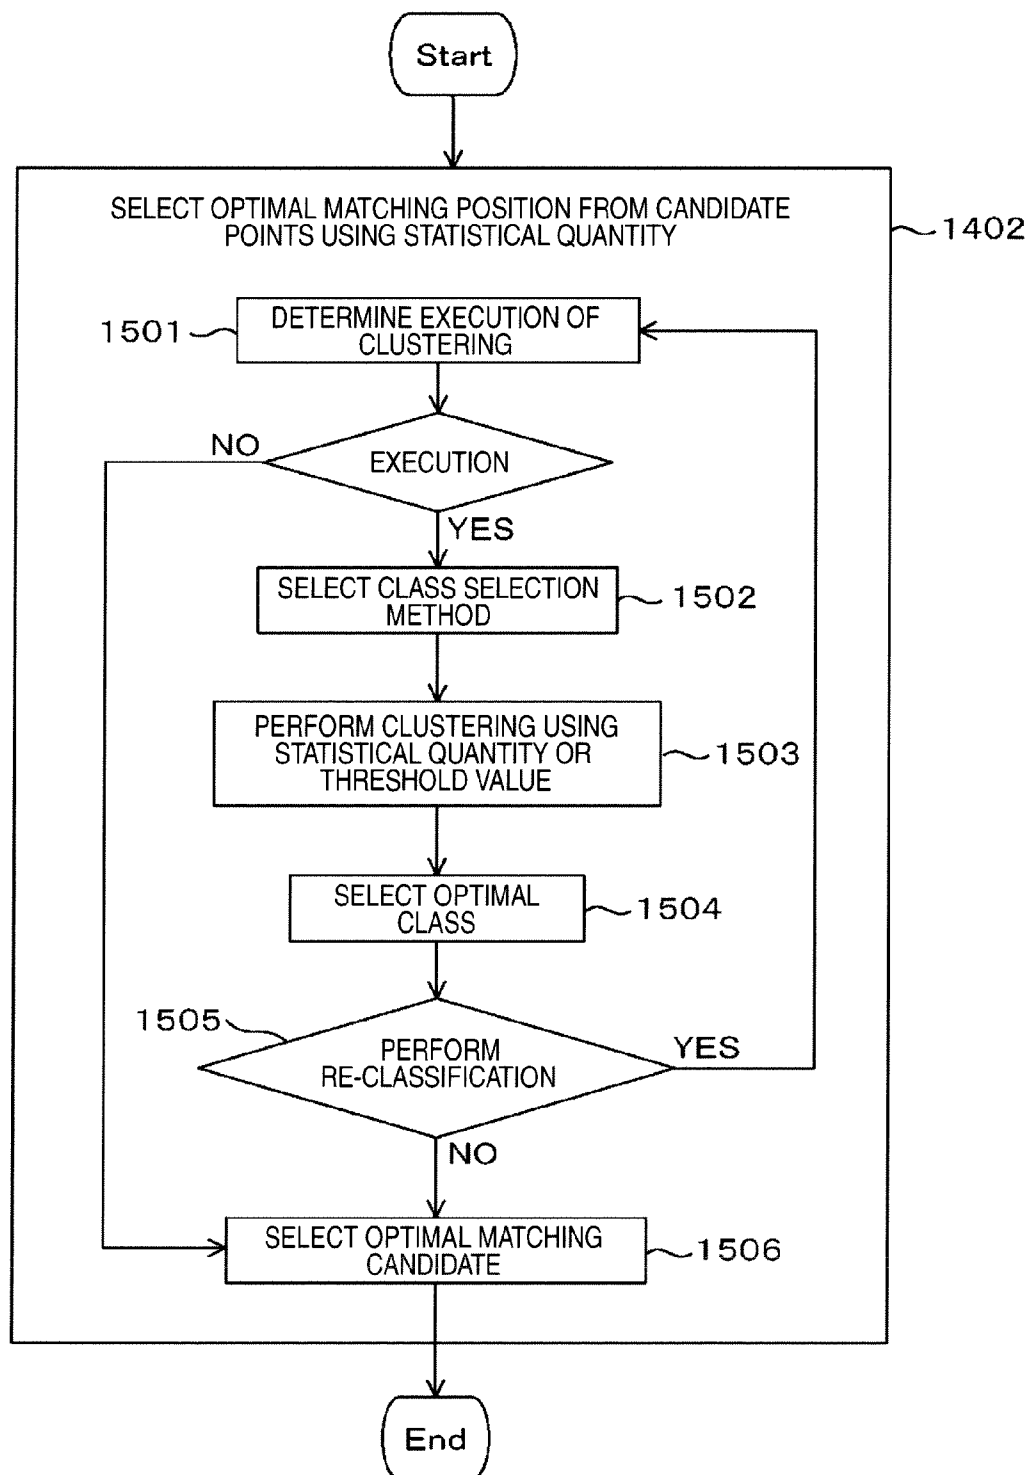 Start
SELECT OPTIMAL MATCHING POSITION FROM CANDIDATE
POINTS USING STATISTICAL QUANTITY
1402
1501
DETERMINE EXECUTION OF
CLUSTERING
NO
EXECUTION
YES
SELECT CLASS SELECTION
METHOD
1502
PERFORM CLUSTERING USING
STATISTICAL QUANTITY OR
THRESHOLD VALUE
1503
SELECT OPTIMAL
CLASS
1504
1505
PERFORM
RE-CLASSIFICATION
YES
NO
SELECT OPTIMAL MATCHING
CANDIDATE
1506
End